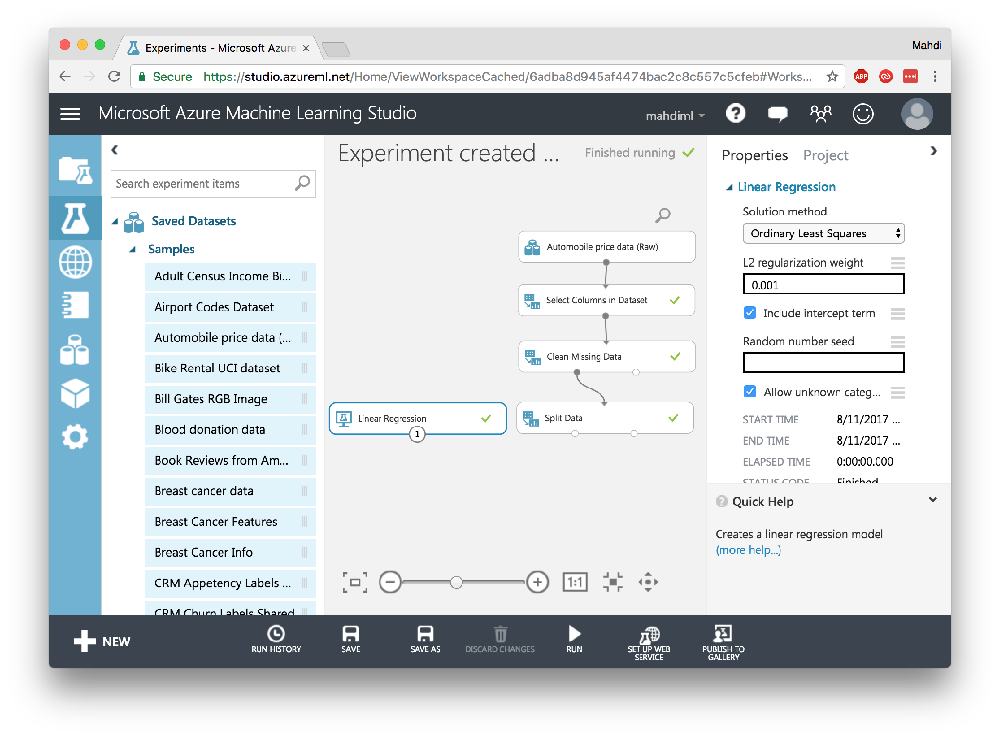 Experiments - Microsoft Azure
Mahdi
Secure
https://studio.azureml.net/Home/ViewWorkspaceCached/6adba8d945af4474bac2c8c557c5cfeb#Works...
ABP
Microsoft Azure Machine Learning Studio
mahdiml
Search experiment items
Saved Datasets
Samples
Adult Census Income Bi...
Airport Codes Dataset
Automobile price data (...
Bike Rental UCI dataset
Bill Gates RGB Image
Blood donation data
Book Reviews from Am...
Breast cancer data
Breast Cancer Features
Breast Cancer Info
CRM Appetency Labels ...
CRM Churn Labels Shared
Experiment created ...
Finished running
Automobile price data (Raw)
Select Columns in Dataset
Clean Missing Data
Linear Regression
1
Split Data
1:1
Properties
Project
Linear Regression
Solution method
Ordinary Least Squares
L2 regularization weight
0.001
Include intercept term
Random number seed
Allow unknown categ...
START TIME 8/11/2017 ...
END TIME 8/11/2017 ...
ELAPSED TIME 0:00:00.000
STATUS CODE Finished
Quick Help
Creates a linear regression model
(more help...)
NEW
RUN HISTORY
SAVE
SAVE AS
DISCARD CHANGES
RUN
SET UP WEB
SERVICE
PUBLISH TO
GALLERY